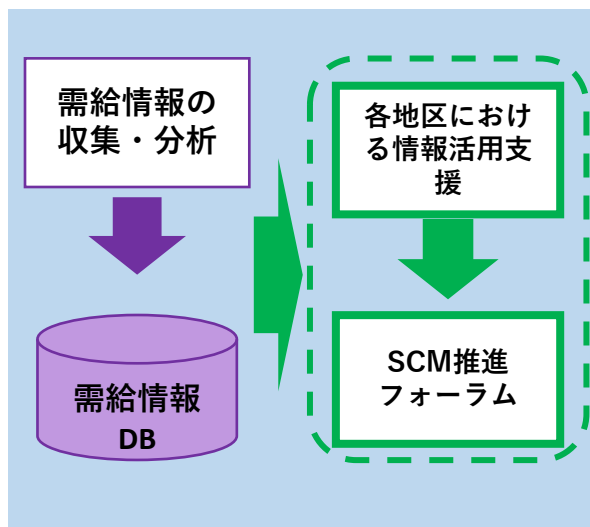 需給情報の
収集・分析
需給情報
DB
各地区におけ
る情報活用支
援
SCM推進
フォーラム